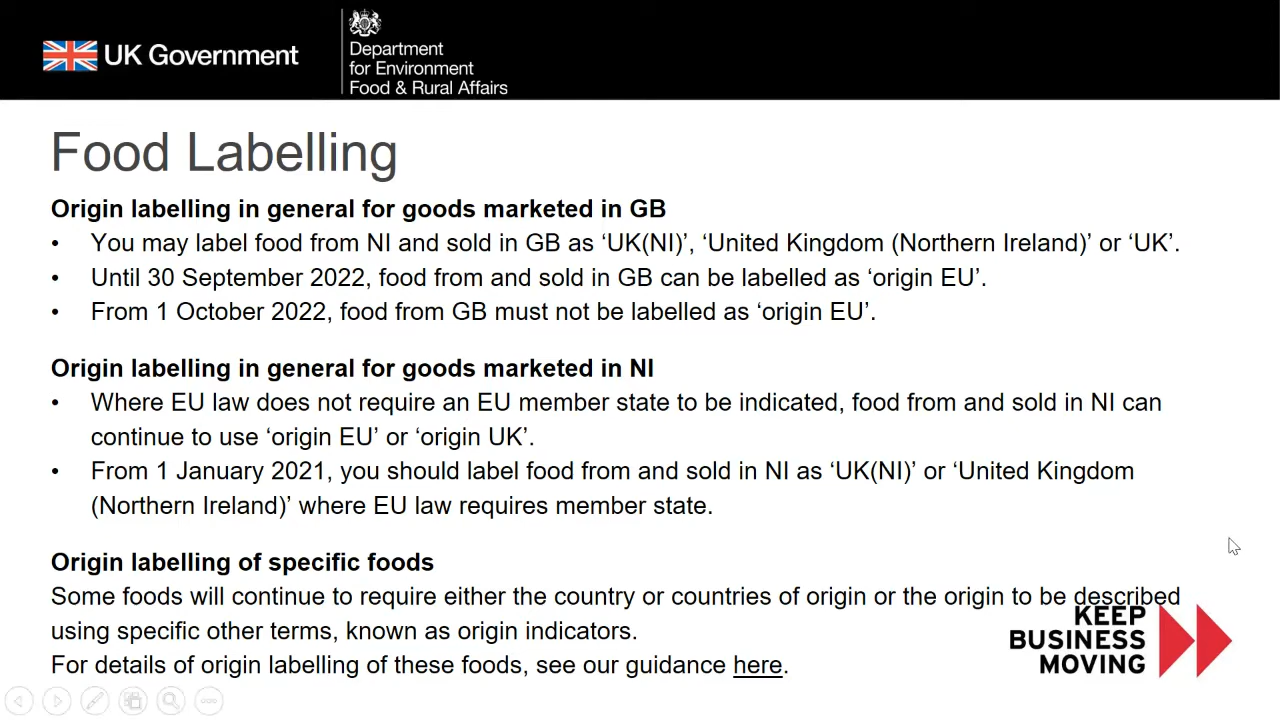 UK Government
Department
for Environment
Food & Rural Affairs
Food Labelling
Origin labelling in general for goods marketed in GB
• You may label food from NI and sold in GB as ‘UK(NI)’, ‘United Kingdom (Northern Ireland)’ or ‘UK’.
• Until 30 September 2022, food from and sold in GB can be labelled as ‘origin EU’.
• From 1 October 2022, food from GB must not be labelled as ‘origin EU’.
Origin labelling in general for goods marketed in NI
• Where EU law does not require an EU member state to be indicated, food from and sold in NI can
continue to use ‘origin EU’ or ‘origin UK’.
• From 1 January 2021, you should label food from and sold in NI as ‘UK(NI)’ or ‘United Kingdom
(Northern Ireland)’ where EU law requires member state.
Origin labelling of specific foods
Some foods will continue to require either the country or countries of origin or the origin to be described
using specific other terms, known as origin indicators.
For details of origin labelling of these foods, see our guidance here.
KEEP
BUSINESS
MOVING